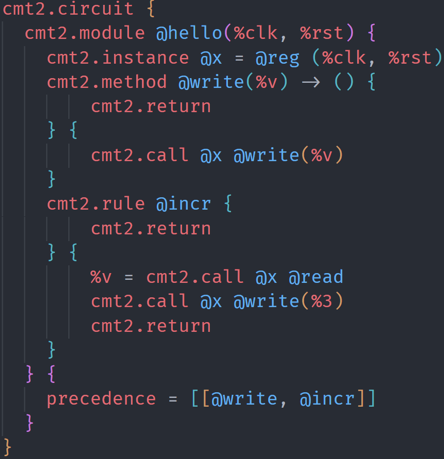 cmt2.circuit {
cmt2.module @hello(%clk, %rst) {
cmt2.instance @x = @reg (%clk, %rst)
cmt2.method @write(%v) -> () {
cmt2.return
} {
cmt2.call @x @write(%v)
}
cmt2.rule @incr {
cmt2.return
} {
%v = cmt2.call @x @read
cmt2.call @x @write(%3)
cmt2.return
}
} {
precedence = [[@write, @incr]]
}
}